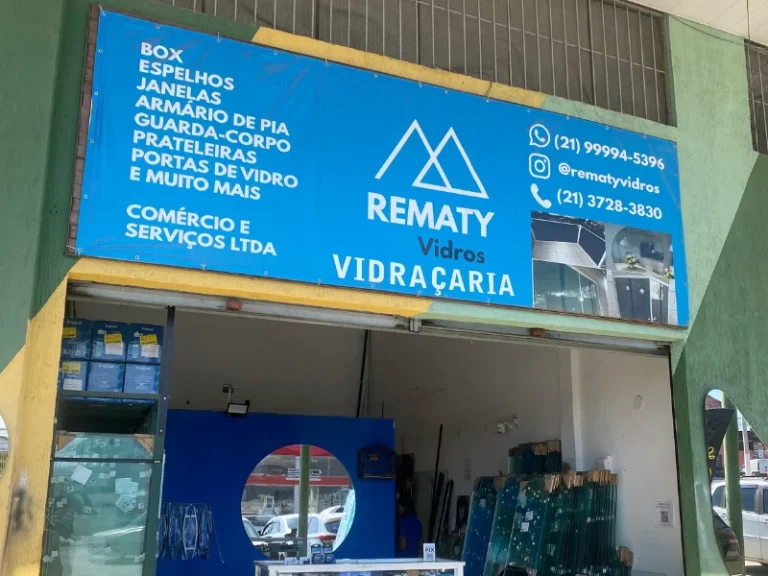 BOX
ESPELHOS
JANELAS
ARMÁRIO DE PIA
GUARDA-CORPO
PRATELEIRAS
PORTAS DE VIDRO
E MUITO MAIS
COMÉRCIO E
SERVIÇOS LTDA
REMATY
Vidros
VIDRAÇARIA
(21) 99994-5396
@rematyvidros
(21) 3728-3830
PIX